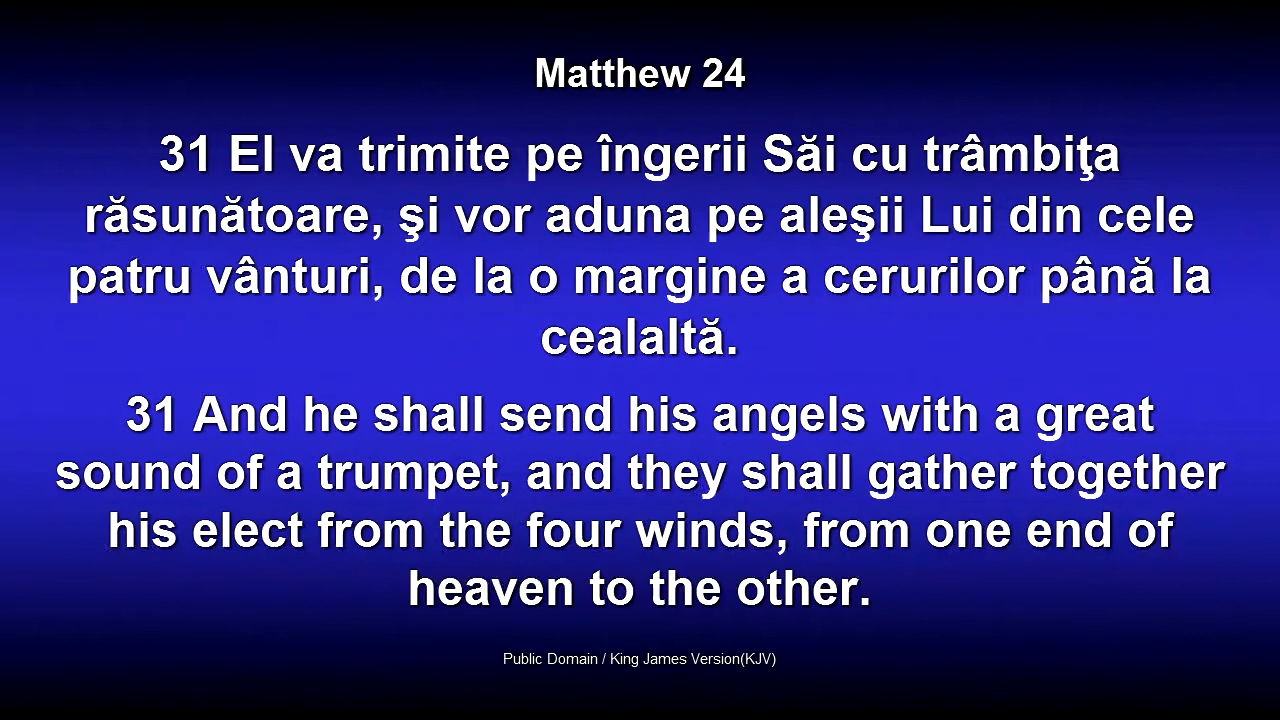 Matthew 24
31 El va trimite pe îngerii Săi cu trâmbiţa
răsunătoare, şi vor aduna pe aleşii Lui din cele
patru vânturi, de la o margine a cerurilor până la
cealaltă.
31 And he shall send his angels with a great
sound of a trumpet, and they shall gather together
his elect from the four winds, from one end of
heaven to the other.
Public Domain / King James Version(KJV)